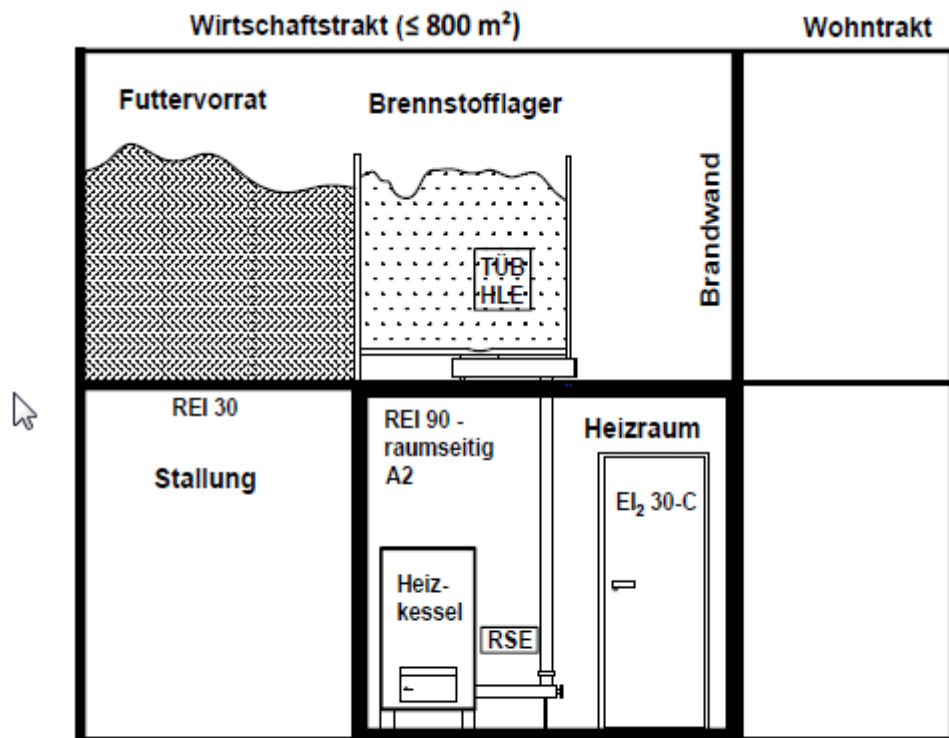 Wirtschaftstrakt (≤ 800 m²)
Wohntrakt
Futtervorrat
Brennstofflager
Brandwand
TÜB
HLE
REI 30
Stallung
REI 90 -
raumseitig
A2
Heizraum
EI₂ 30-C
Heiz-
kessel
RSE